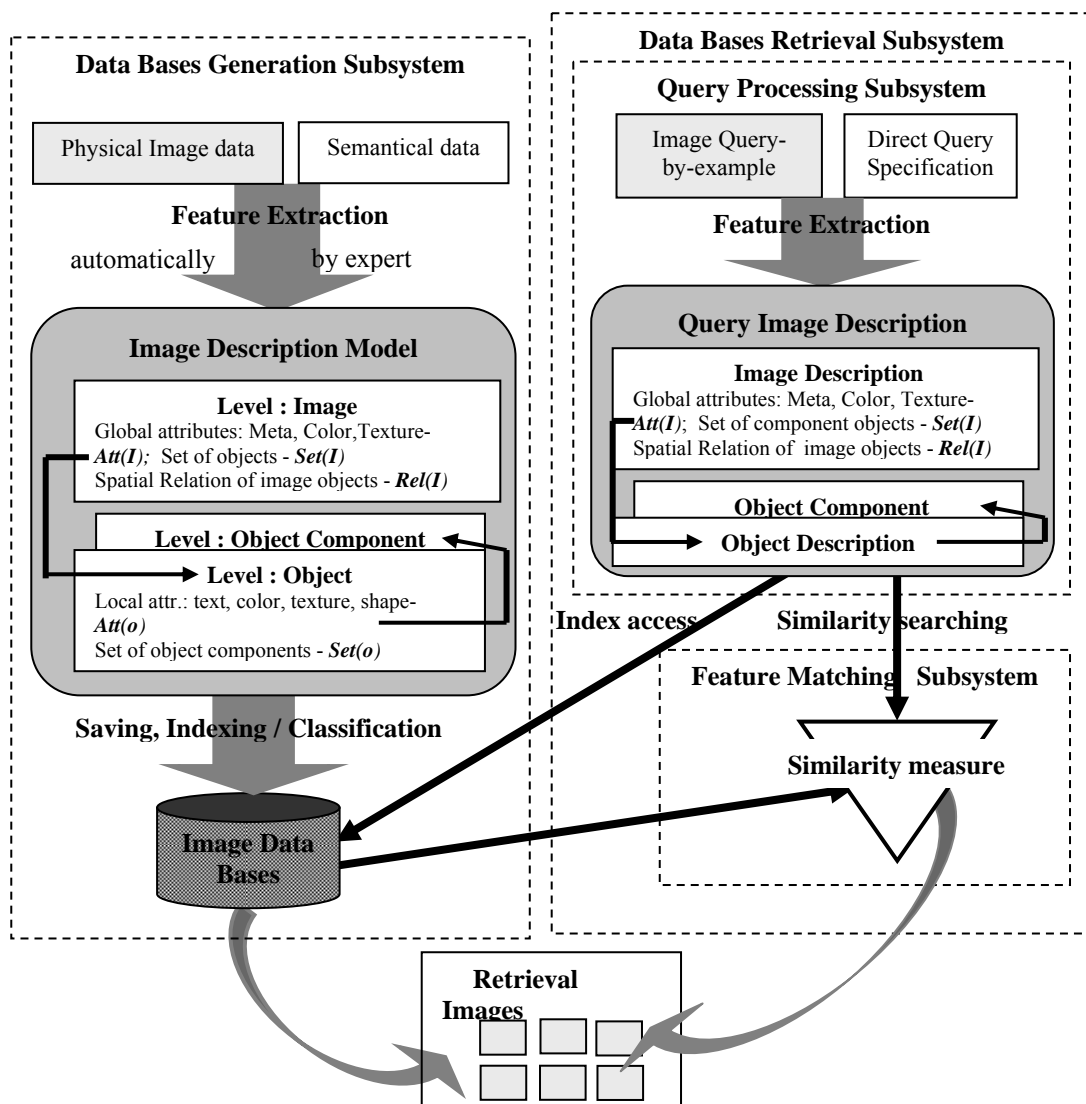 Data Bases Generation Subsystem
Physical Image data
Semantical data
Feature Extraction
automatically
by expert
Image Description Model
Level : Image
Global attributes: Meta, Color,Texture-
Att(I); Set of objects - Set(I)
Spatial Relation of image objects - Rel(I)
Level : Object Component
Level : Object
Local attr.: text, color, texture, shape-
Att(o)
Set of object components - Set(o)
Saving, Indexing / Classification
Image Data
Bases
Data Bases Retrieval Subsystem
Query Processing Subsystem
Image Query-
by-example
Direct Query
Specification
Feature Extraction
Query Image Description
Image Description
Global attributes: Meta, Color, Texture-
Att(I); Set of component objects - Set(I)
Spatial Relation of image objects - Rel(I)
Object Component
Object Description
Index access
Similarity searching
Feature Matching Subsystem
Similarity measure
Retrieval
Images